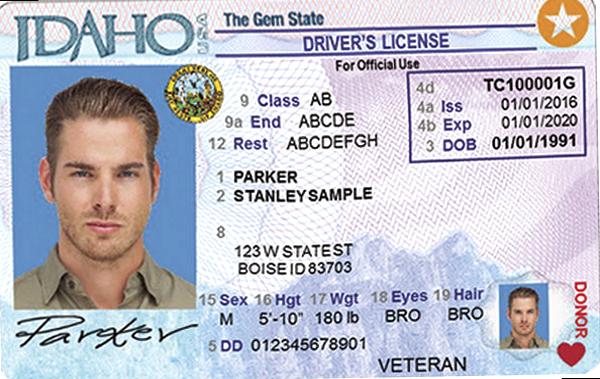 IDAHO USA The Gem State
DRIVER'S LICENSE
For Official Use
4d TC100001G
4a Iss 01/01/2016
4b Exp 01/01/2020
3 DOB 01/01/1991
9 Class AB
9a End ABCDE
12 Rest ABCDEFGH
1 PARKER
2 STANLEYSAMPLE
8
123 W STATE ST
BOISE ID 83703
15 Sex 16 Hgt 17 Wgt 18 Eyes 19 Hair
M 5'-10" 180 lb BRO BRO
5 DD 012345678901
VETERAN
DONOR
Parker